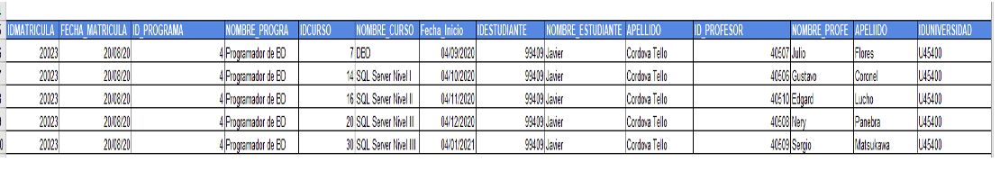 IDMATRICULA FECHA_MATRICULA ID_PROGRAMA NOMBRE_PROGRA IDCURSO NOMBRE_CURSO Fecha_Inicio IDESTUDIANTE NOMBRE_ESTUDIANTE APELLIDO ID_PROFESOR NOMBRE_PROFE APELIIDO IDUNIVERSIDAD
20023 20/08/20 4 Programador de BD 7 DBD 04/09/2020 99409 Javier Cordova Tello 40507 Julio Flores U45400
20023 20/08/20 4 Programador de BD 14 SQL Server Nivel I 04/10/2020 99409 Javier Cordova Tello 40506 Gustavo Coronel U45400
20023 20/08/20 4 Programador de BD 16 SQL Server Nivel II 04/11/2020 99409 Javier Cordova Tello 40510 Edgard Lucho U45400
20023 20/08/20 4 Programador de BD 20 SQL Server Nivel III 04/12/2020 99409 Javier Cordova Tello 40508 Nery Panebra U45400
20023 20/08/20 4 Programador de BD 30 SQL Server Nivel III 04/01/2021 99409 Javier Cordova Tello 40509 Sergio Matsukawa U45400